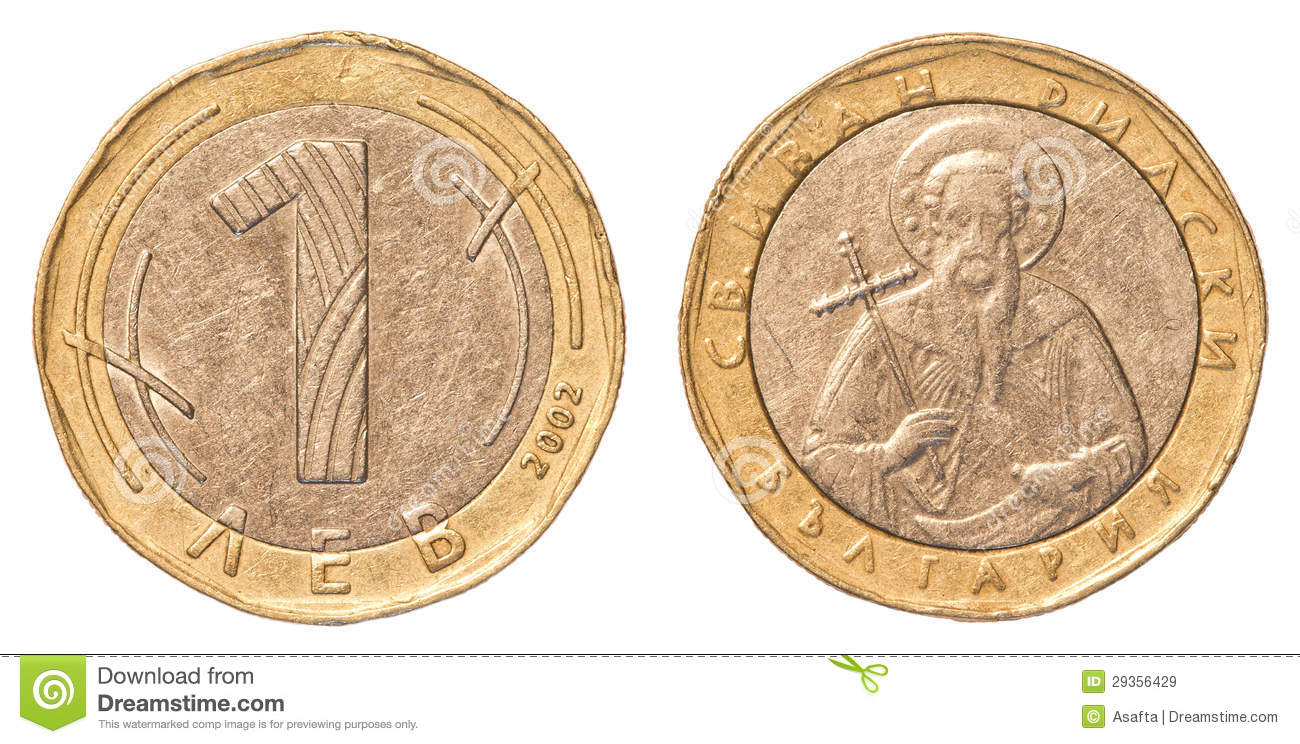 1
ЛЕВ
2002
СВ. ИВАН РИЛСКИ
БЪЛГАРИЯ
Download from
Dreamstime.com
This watermarked comp image is for previewing purposes only.
ID 29356429
© Asafta | Dreamstime.com